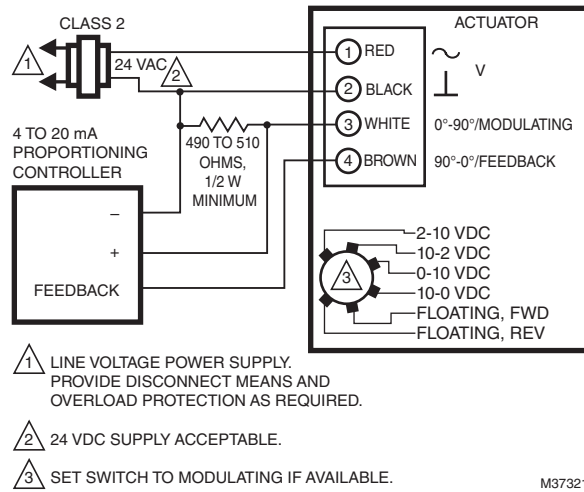 CLASS 2
ACTUATOR
1
24 VAC
2
1 RED
V
2 BLACK
3 WHITE 0°-90°/MODULATING
4 BROWN 90°-0°/FEEDBACK
490 TO 510
OHMS,
1/2 W
MINIMUM
4 TO 20 mA
PROPORTIONING
CONTROLLER
–
+
FEEDBACK
3
2-10 VDC
10-2 VDC
0-10 VDC
10-0 VDC
FLOATING, FWD
FLOATING, REV
1 LINE VOLTAGE POWER SUPPLY.
PROVIDE DISCONNECT MEANS AND
OVERLOAD PROTECTION AS REQUIRED.
2 24 VDC SUPPLY ACCEPTABLE.
3 SET SWITCH TO MODULATING IF AVAILABLE.